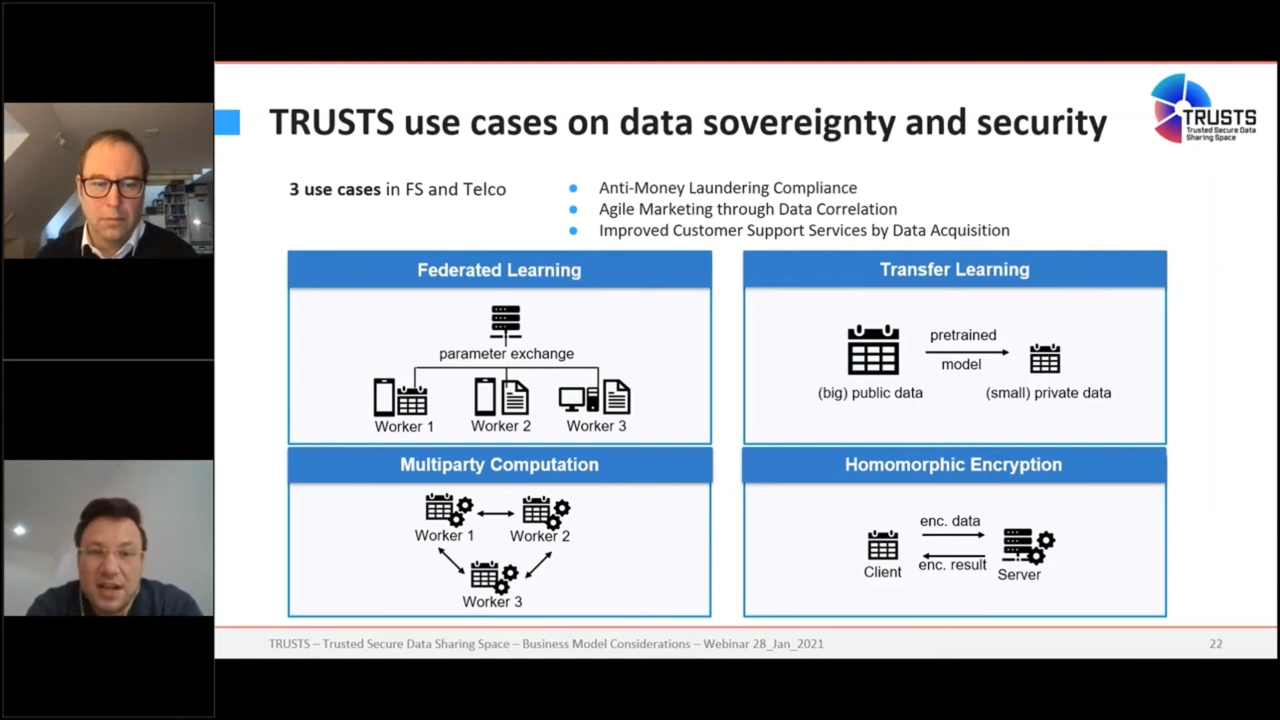 TRUSTS use cases on data sovereignty and security
TRUSTS
Trusted Secure Data
Sharing Space
3 use cases in FS and Telco
Anti-Money Laundering Compliance
Agile Marketing through Data Correlation
Improved Customer Support Services by Data Acquisition
Federated Learning
parameter exchange
Worker 1
Worker 2
Worker 3
Transfer Learning
pretrained
model
(big) public data
(small) private data
Multiparty Computation
Worker 1
Worker 2
Worker 3
Homomorphic Encryption
enc. data
enc. result
Client
Server
TRUSTS – Trusted Secure Data Sharing Space – Business Model Considerations – Webinar 28_Jan_2021
22